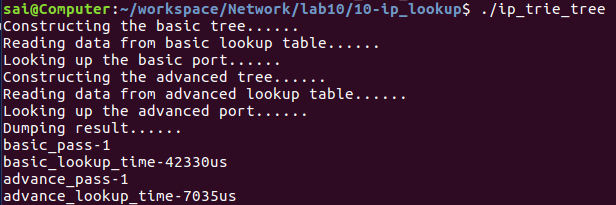 sai@Computer:~/workspace/Network/lab10/10-ip_lookup$ ./ip_trie_tree
Constructing the basic tree......
Reading data from basic lookup table......
Looking up the basic port......
Constructing the advanced tree......
Reading data from advanced lookup table......
Looking up the advanced port......
Dumping result......
basic_pass-1
basic_lookup_time-42330us
advance_pass-1
advance_lookup_time-7035us